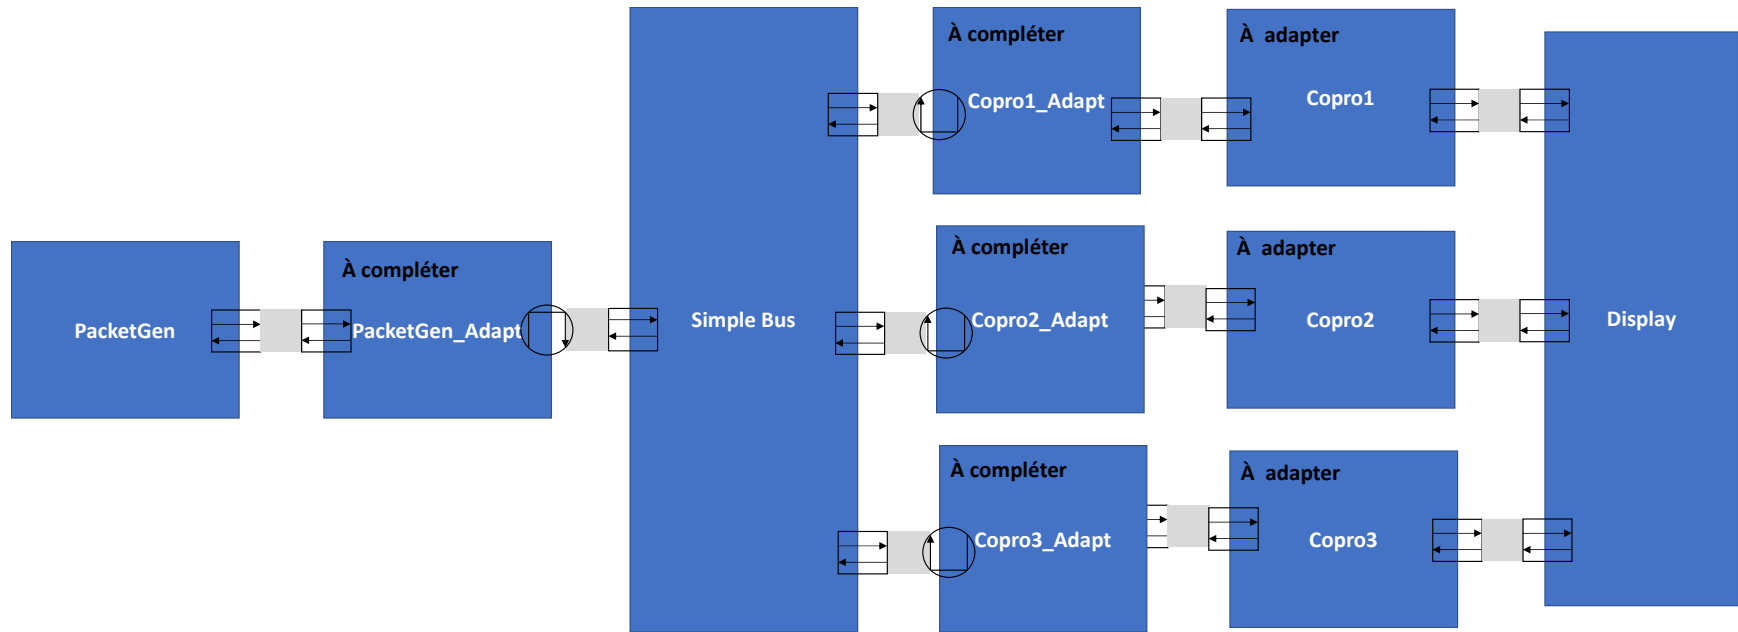 À compléter
Copro1_Adapt
À  adapter
Copro1
PacketGen
À compléter
PacketGen_Adapt
Simple Bus
À compléter
Copro2_Adapt
À  adapter
Copro2
Display
À compléter
Copro3_Adapt
À  adapter
Copro3